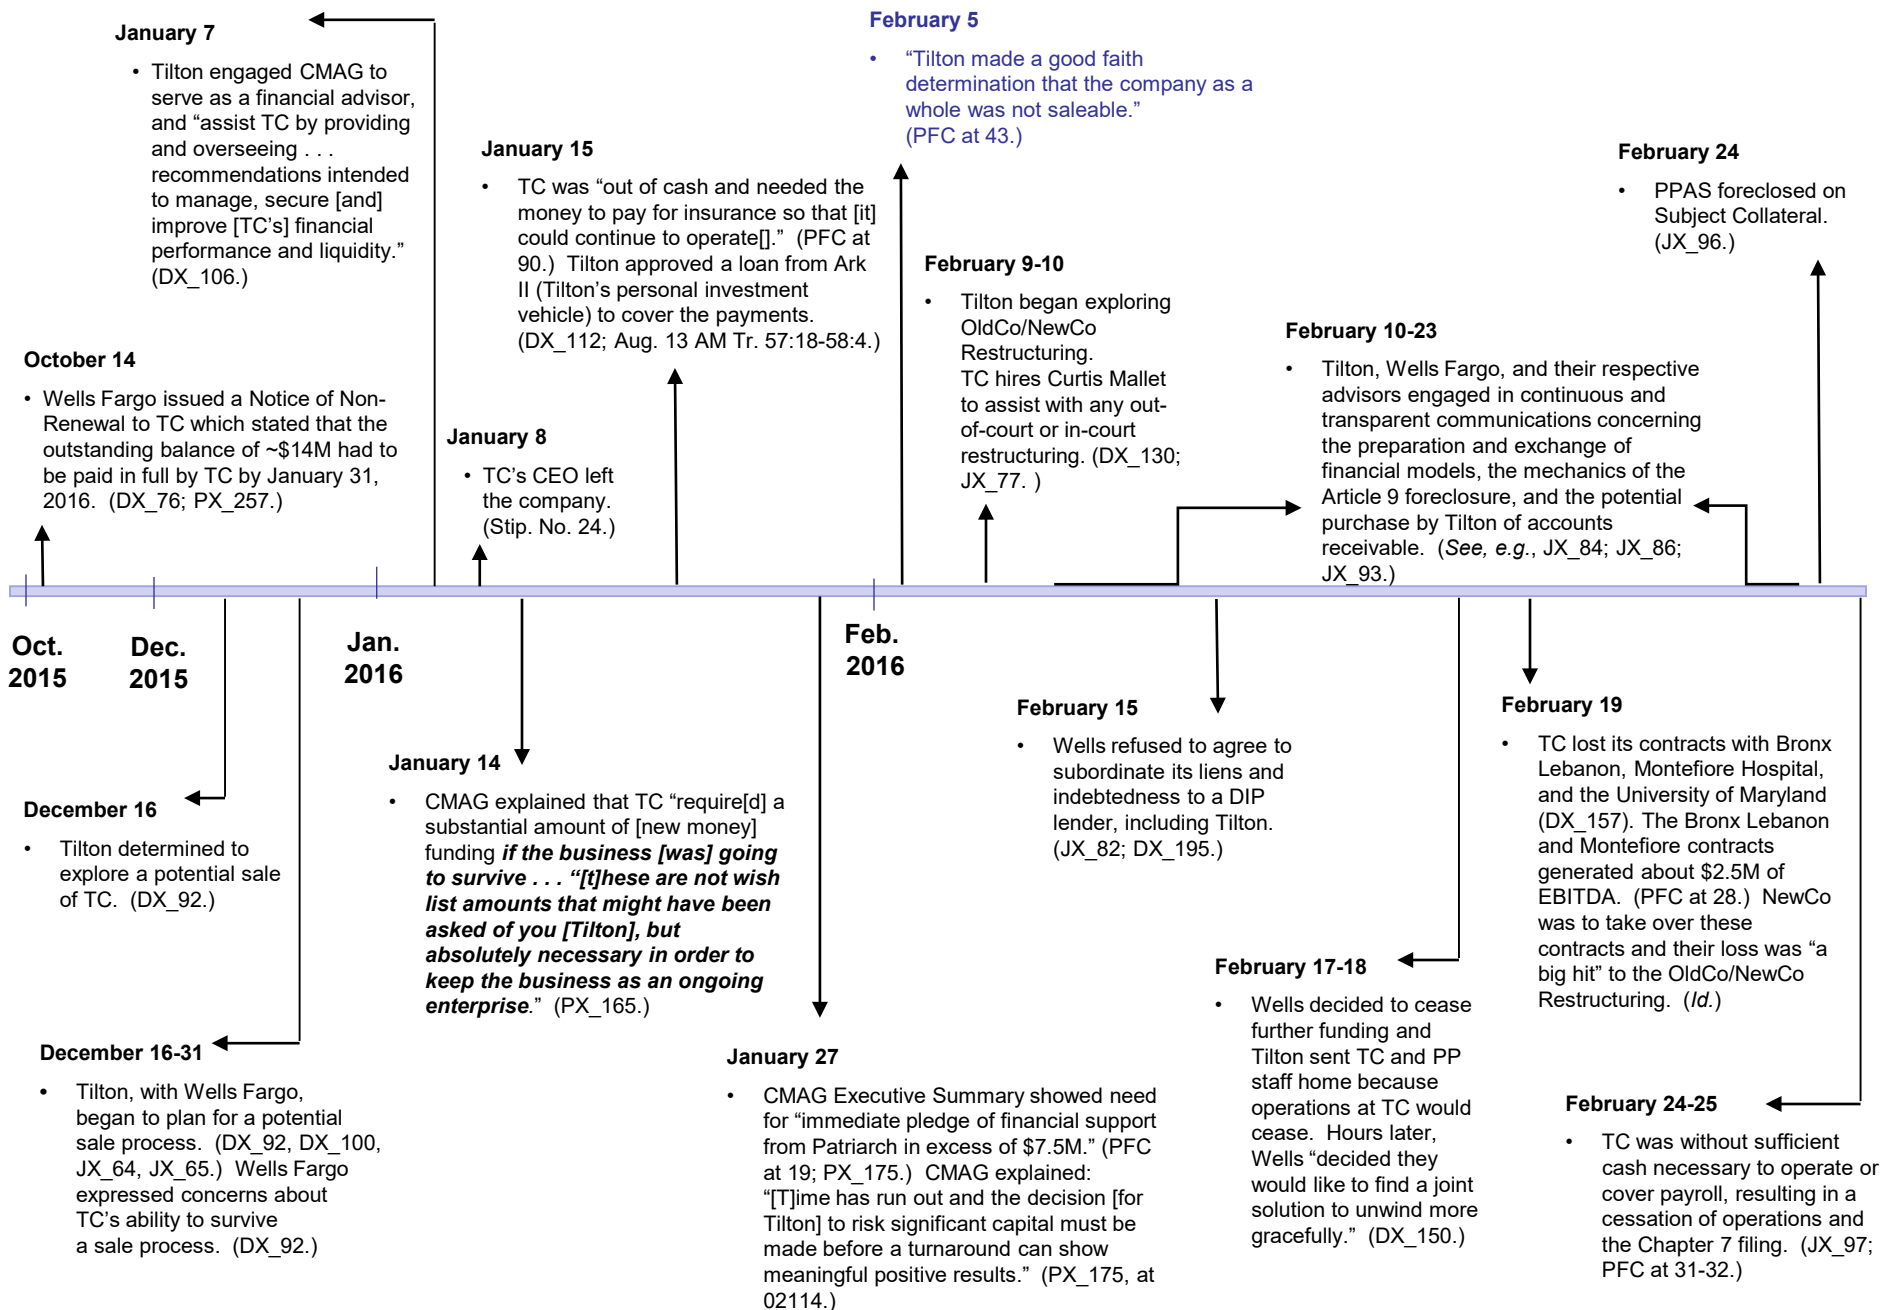 January 7
• Tilton engaged CMAG to
serve as a financial advisor,
and “assist TC by providing
and overseeing . . .
recommendations intended
to manage, secure [and]
improve [TC's] financial
performance and liquidity.”
(DX_106.)
February 5
• “Tilton made a good faith
determination that the company as a
whole was not saleable.”
(PFC at 43.)
January 15
• TC was “out of cash and needed the
money to pay for insurance so that [it]
could continue to operate[].” (PFC at
90.) Tilton approved a loan from Ark
II (Tilton’s personal investment
vehicle) to cover the payments.
(DX_112; Aug. 13 AM Tr. 57:18-58:4.)
February 24
• PPAS foreclosed on
Subject Collateral.
(JX_96.)
February 9-10
• Tilton began exploring
OldCo/NewCo
Restructuring.
TC hires Curtis Mallet
to assist with any out-
of-court or in-court
restructuring. (DX_130;
JX_77. )
February 10-23
• Tilton, Wells Fargo, and their respective
advisors engaged in continuous and
transparent communications concerning
the preparation and exchange of
financial models, the mechanics of the
Article 9 foreclosure, and the potential
purchase by Tilton of accounts
receivable. (See, e.g., JX_84; JX_86;
JX_93.)
October 14
• Wells Fargo issued a Notice of Non-
Renewal to TC which stated that the
outstanding balance of ~$14M had to
be paid in full by TC by January 31,
2016. (DX_76; PX_257.)
January 8
• TC’s CEO left
the company.
(Stip. No. 24.)
Oct.
2015
Dec.
2015
Jan.
2016
Feb.
2016
December 16
• Tilton determined to
explore a potential sale
of TC. (DX_92.)
December 16-31
• Tilton, with Wells Fargo,
began to plan for a potential
sale process. (DX_92, DX_100,
JX_64, JX_65.) Wells Fargo
expressed concerns about
TC’s ability to survive
a sale process. (DX_92.)
January 14
• CMAG explained that TC “require[d] a
substantial amount of [new money]
funding if the business [was] going
to survive . . . “[t]hese are not wish
list amounts that might have been
asked of you [Tilton], but
absolutely necessary in order to
keep the business as an ongoing
enterprise.” (PX_165.)
January 27
• CMAG Executive Summary showed need
for “immediate pledge of financial support
from Patriarch in excess of $7.5M.” (PFC
at 19; PX_175.) CMAG explained:
“[T]ime has run out and the decision [for
Tilton] to risk significant capital must be
made before a turnaround can show
meaningful positive results.” (PX_175, at
02114.)
February 15
• Wells refused to agree to
subordinate its liens and
indebtedness to a DIP
lender, including Tilton.
(JX_82; DX_195.)
February 17-18
• Wells decided to cease
further funding and
Tilton sent TC and PP
staff home because
operations at TC would
cease. Hours later,
Wells “decided they
would like to find a joint
solution to unwind more
gracefully.” (DX_150.)
February 19
• TC lost its contracts with Bronx
Lebanon, Montefiore Hospital,
and the University of Maryland
(DX_157). The Bronx Lebanon
and Montefiore contracts
generated about $2.5M of
EBITDA. (PFC at 28.) NewCo
was to take over these
contracts and their loss was “a
big hit” to the OldCo/NewCo
Restructuring. (Id.)
February 24-25
• TC was without sufficient
cash necessary to operate or
cover payroll, resulting in a
cessation of operations and
the Chapter 7 filing. (JX_97;
PFC at 31-32.)